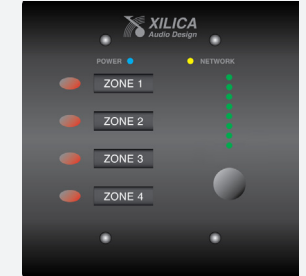 XILICA
Audio Design
POWER
NETWORK
ZONE 1
ZONE 2
ZONE 3
ZONE 4